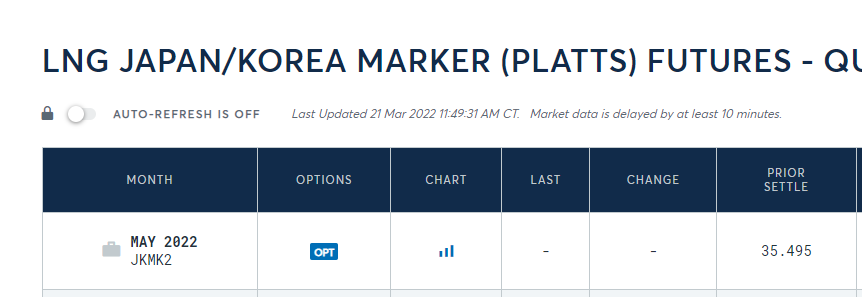 LNG JAPAN/KOREA MARKER (PLATTS) FUTURES - QU
AUTO-REFRESH IS OFF Last Updated 21 Mar 2022 11:49:31 AM CT. Market data is delayed by at least 10 minutes.
MONTH OPTIONS CHART LAST CHANGE PRIOR SETTLE
MAY 2022 OPT - - 35.495
JKMK2